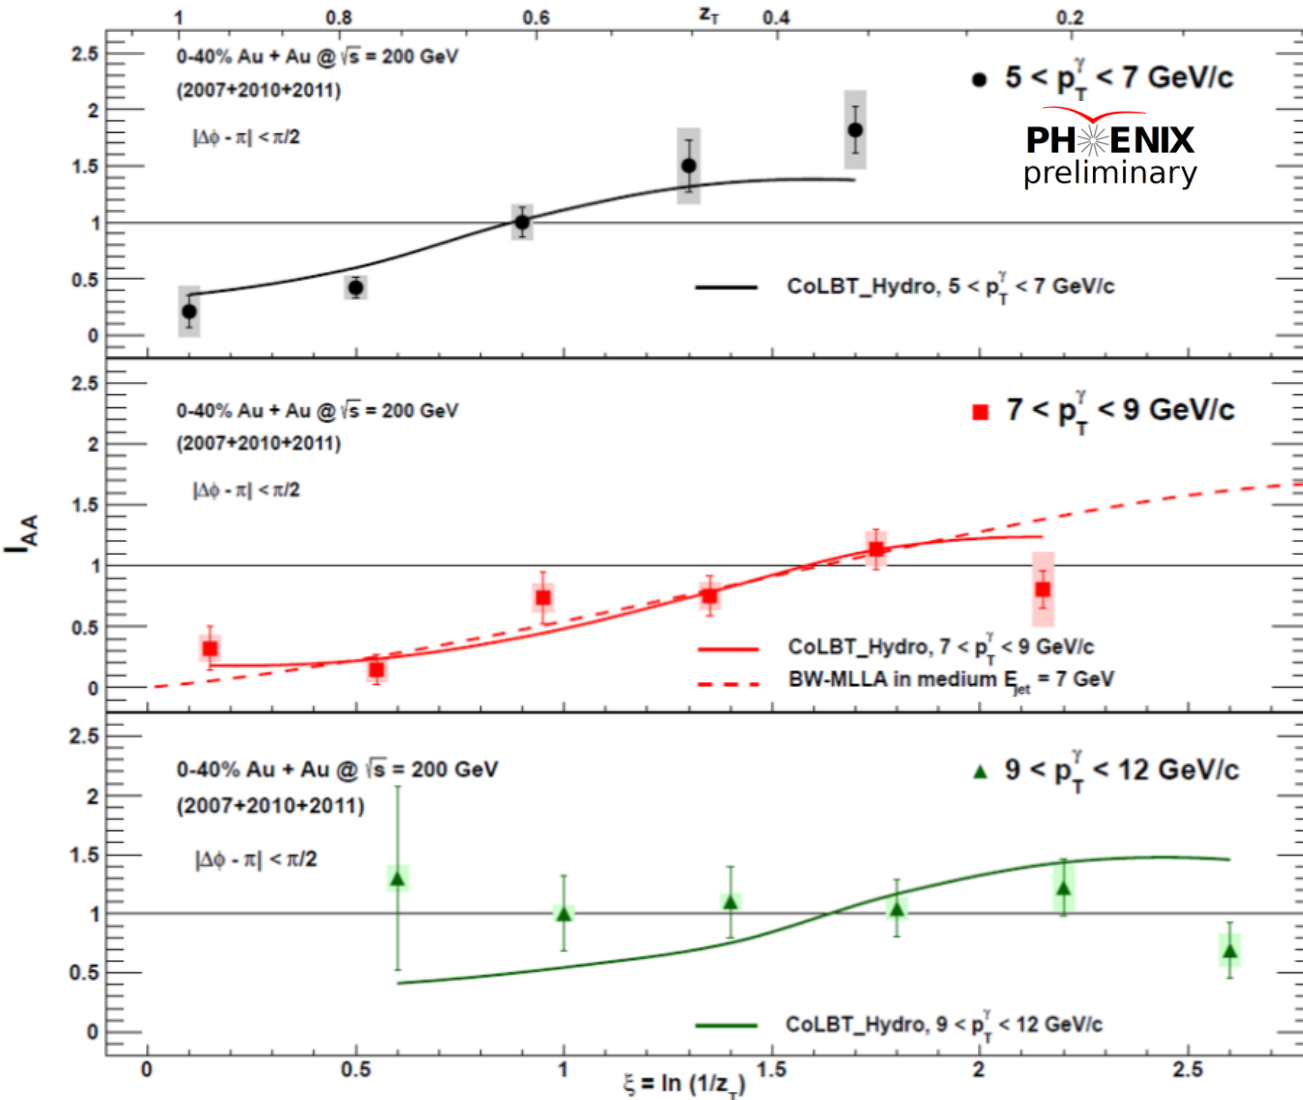 1 0.8 0.6 z_T 0.4 0.2
2.5
0-40% Au + Au @ √s = 200 GeV
(2007+2010+2011)
|Δϕ - π| < π/2
5 < p_T^γ < 7 GeV/c
PHENIX
preliminary
2
1.5
1
0.5
CoLBT_Hydro, 5 < p_T^γ < 7 GeV/c
0
2.5
0-40% Au + Au @ √s = 200 GeV
(2007+2010+2011)
|Δϕ - π| < π/2
7 < p_T^γ < 9 GeV/c
2
1.5
I_AA
1
0.5
CoLBT_Hydro, 7 < p_T^γ < 9 GeV/c
BW-MLLA in medium E_jet = 7 GeV
0
2.5
0-40% Au + Au @ √s = 200 GeV
(2007+2010+2011)
|Δϕ - π| < π/2
9 < p_T^γ < 12 GeV/c
2
1.5
1
0.5
CoLBT_Hydro, 9 < p_T^γ < 12 GeV/c
0
0 0.5 1 1.5 2 2.5
ξ = ln (1/z_T)